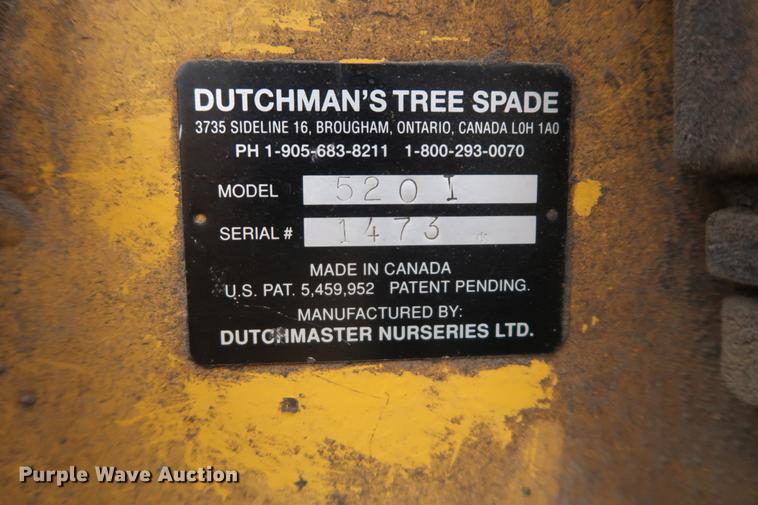 DUTCHMAN'S TREE SPADE
3735 SIDELINE 16, BROUGHAM, ONTARIO, CANADA L0H 1A0
PH 1-905-683-8211 1-800-293-0070
MODEL 520 I
SERIAL # 1473 *
MADE IN CANADA
U.S. PAT. 5,459,952 PATENT PENDING.
MANUFACTURED BY:
DUTCHMASTER NURSERIES LTD.
Purple Wave Auction